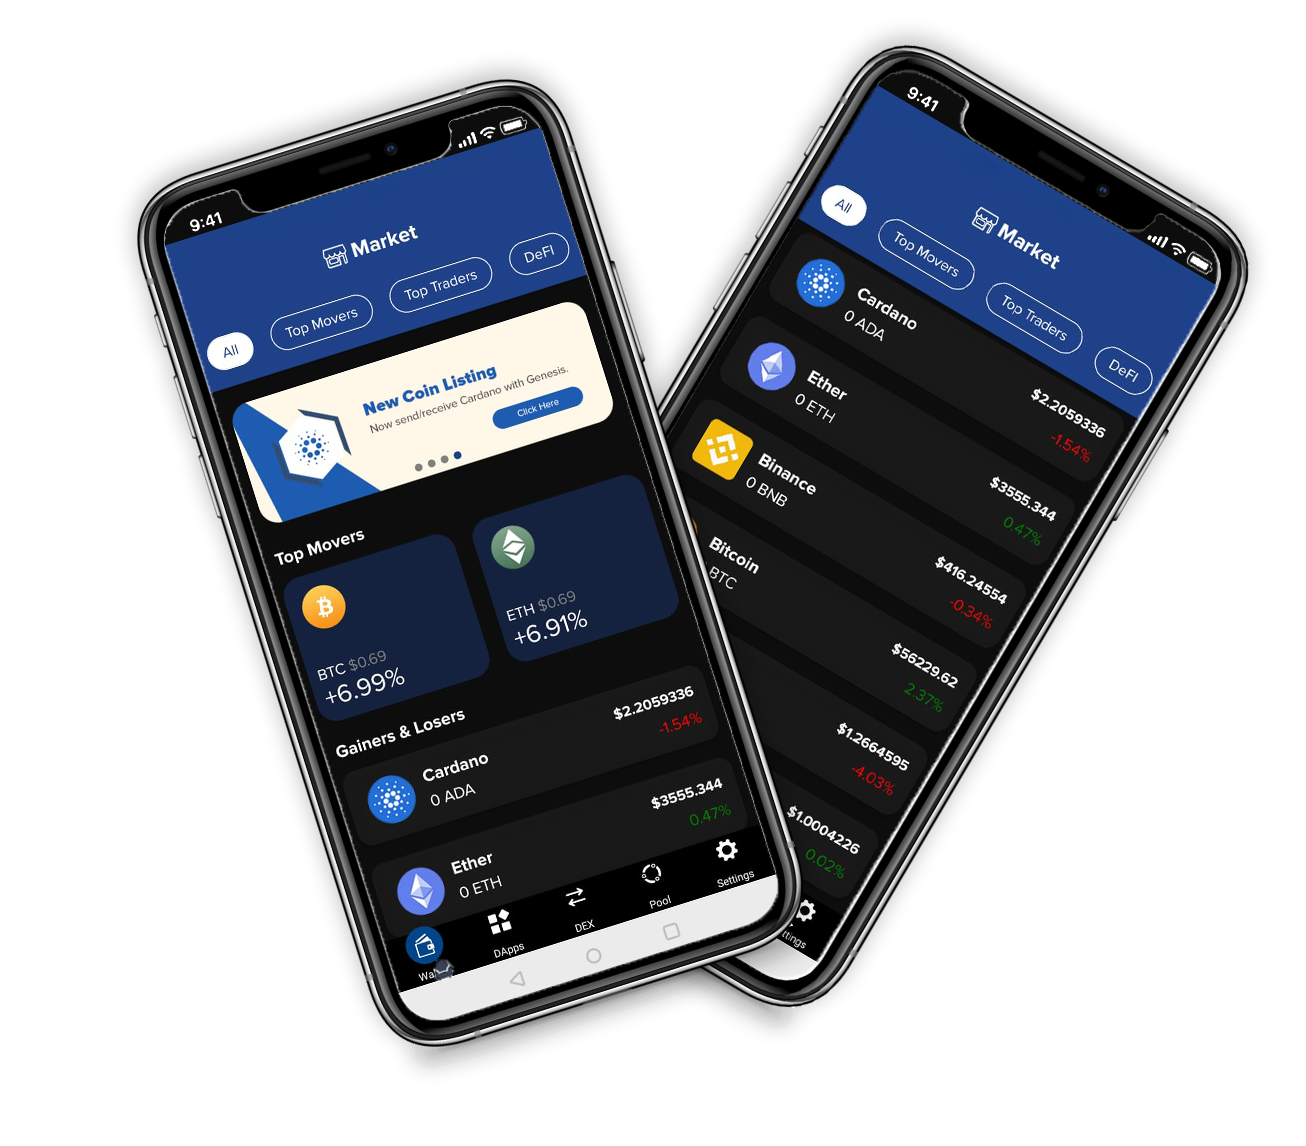 9:41
Market
All
Top Movers
Top Traders
DeFI
New Coin Listing
Now send/receive Cardano with Genesis.
Click Here
Top Movers
BTC $0.69
+6.99%
ETH $0.69
+6.91%
Gainers & Losers
Cardano
0 ADA
$2.2059336
-1.54%
Ether
0 ETH
$3555.344
0.47%
DApps
DEX
Pool
Settings
9:41
Market
All
Top Movers
Top Traders
DeFI
Cardano
0 ADA
$2.2059336
-1.54%
Ether
0 ETH
$3555.344
0.47%
Binance
0 BNB
$416.24554
-0.34%
Bitcoin
BTC
$56229.62
2.37%
$1.2664595
-4.03%
$1.0004226
0.02%